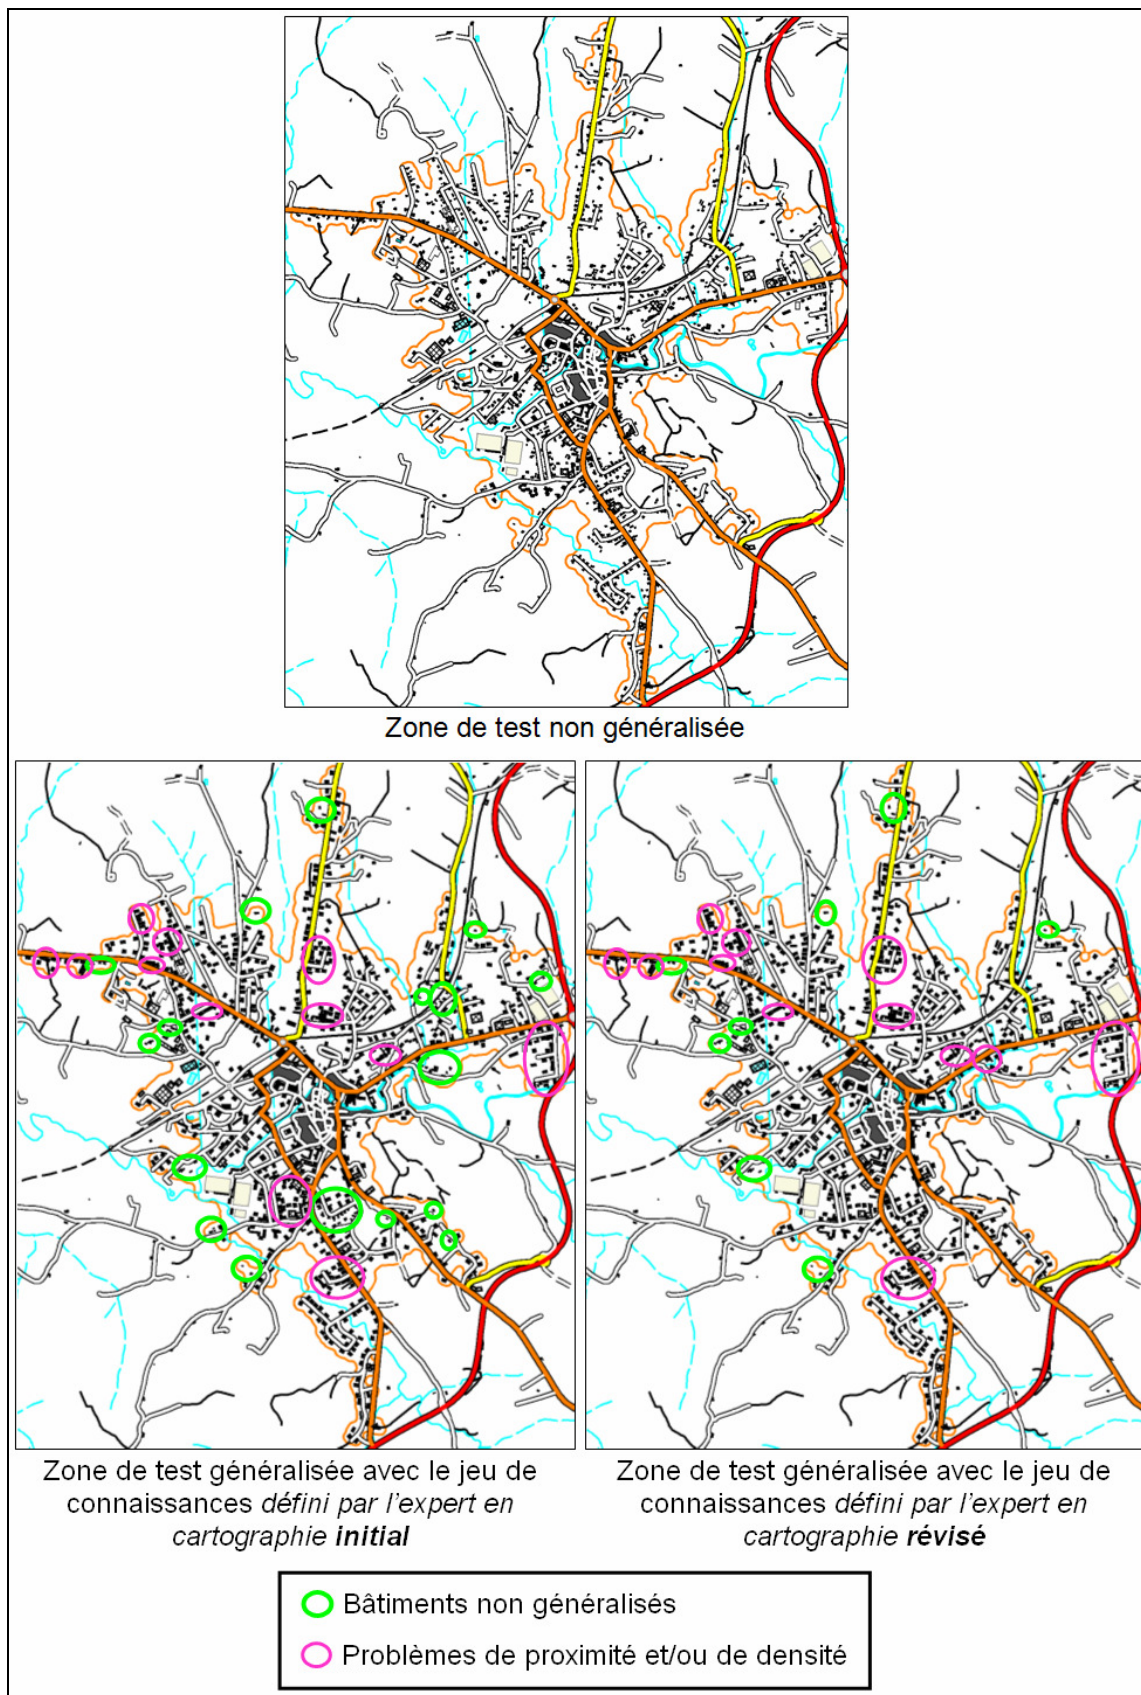 Zone de test non généralisée
Zone de test généralisée avec le jeu de
connaissances défini par l'expert en
cartographie initial
Zone de test généralisée avec le jeu de
connaissances défini par l'expert en
cartographie révisé
Bâtiments non généralisés
Problèmes de proximité et/ou de densité